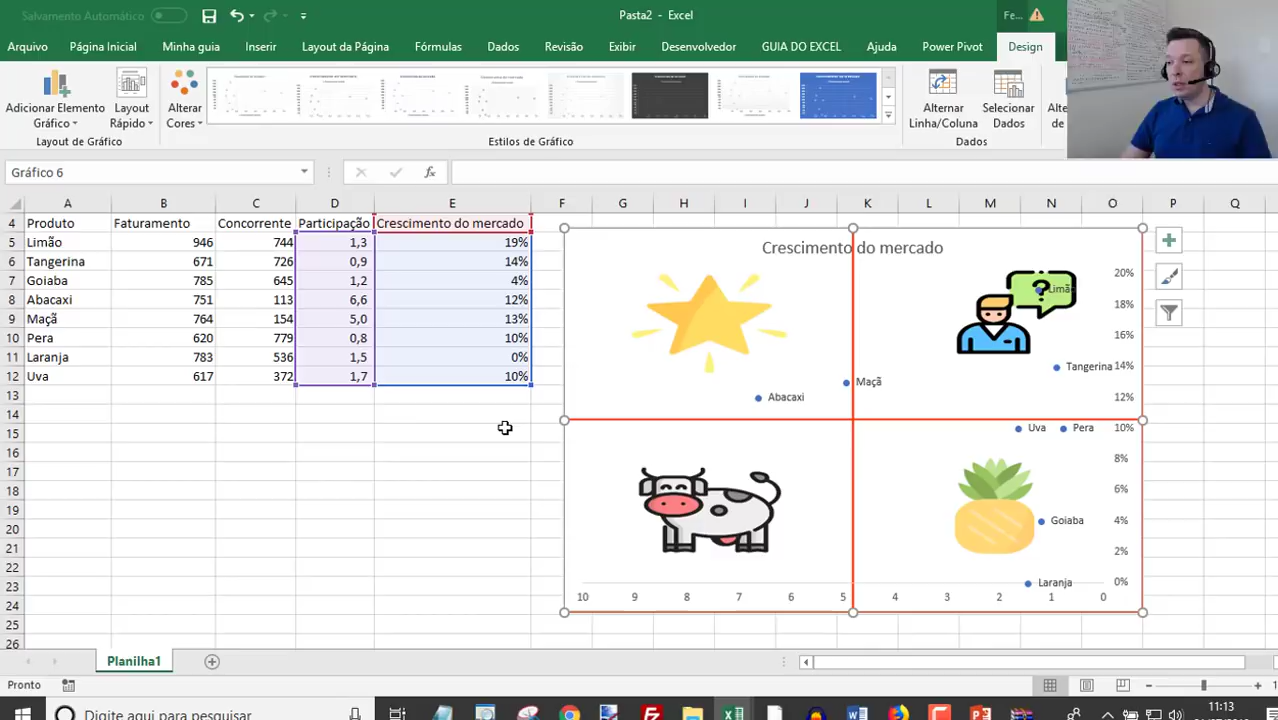 Salvamento Automático
Pasta2 - Excel
Fe...
Arquivo Página Inicial Minha guia Inserir Layout da Página Fórmulas Dados Revisão Exibir Desenvolvedor GUIA DO EXCEL Ajuda Power Pivot Design
Adicionar Elemento Gráfico
Layout Rápido
Alterar Cores
Alternar Linha/Coluna
Selecionar Dados
Layout de Gráfico Estilos de Gráfico Dados
Gráfico 6 fx
A B C D E F G H I J K L M N O P Q
4 Produto Faturamento Concorrente Participação Crescimento do mercado
5 Limão 946 744 1,3 19%
6 Tangerina 671 726 0,9 14%
7 Goiaba 785 645 1,2 4%
8 Abacaxi 751 113 6,6 12%
9 Maçã 764 154 5,0 13%
10 Pera 620 779 0,8 10%
11 Laranja 783 536 1,5 0%
12 Uva 617 372 1,7 10%
13
14
15
16
17
18
19
20
21
22
23
24
25
26
Crescimento do mercado
20%
? Limão
18%
16%
Tangerina 14%
Maçã
Abacaxi 12%
Uva Pera 10%
8%
6%
Goiaba 4%
2%
Laranja 0%
10 9 8 7 6 5 4 3 2 1 0
Planilha1
Pronto
Digite aqui para pesquisar
11:13